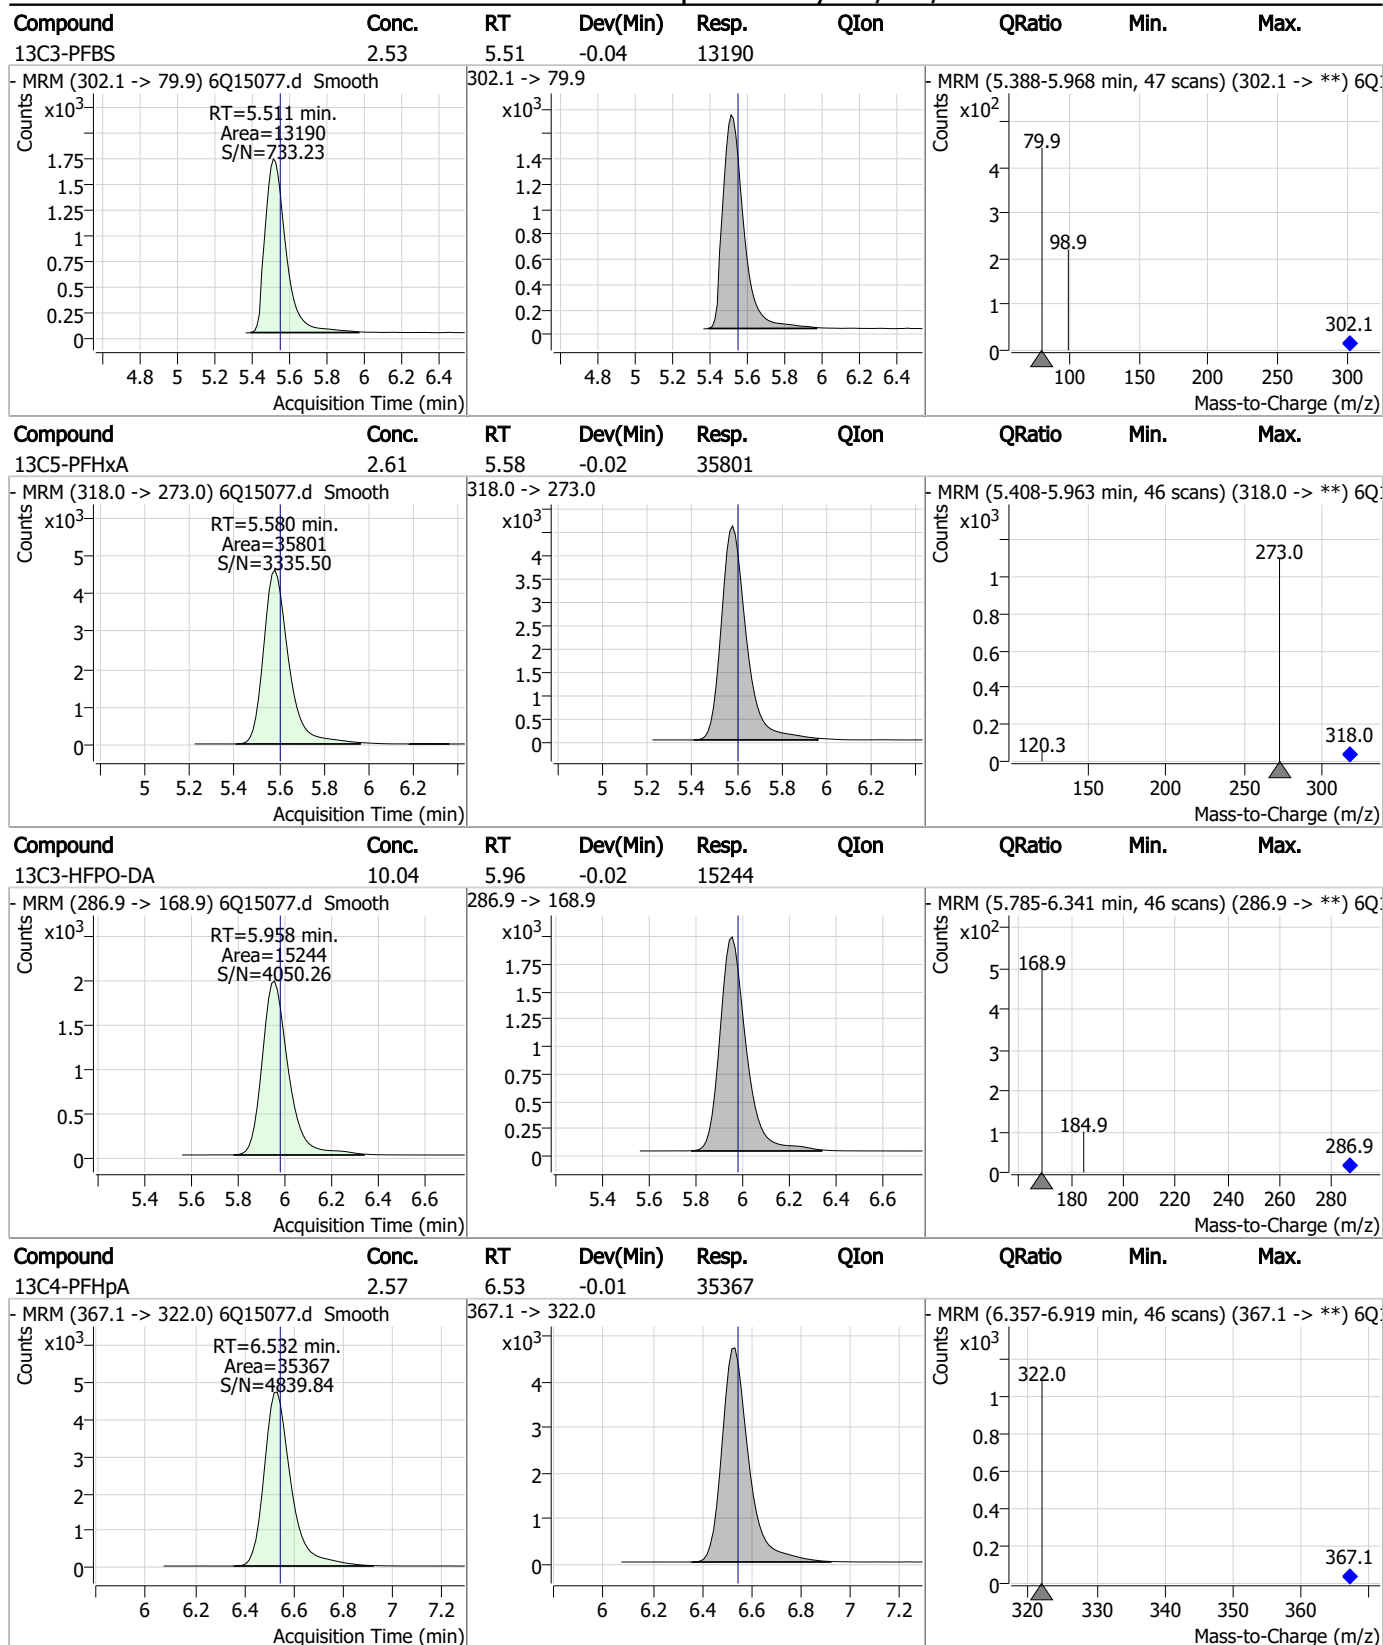 Compound Conc. RT Dev(Min) Resp. QIon QRatio Min. Max.
13C3-PFBS 2.53 5.51 -0.04 13190
- MRM (302.1 -> 79.9) 6Q15077.d Smooth
Counts
x10³
RT=5.511 min.
Area=13190
S/N=733.23
1.75
1.5
1.25
1
0.75
0.5
0.25
0
4.8 5 5.2 5.4 5.6 5.8 6 6.2 6.4
Acquisition Time (min)
302.1 -> 79.9
x10³
1.4
1.2
1
0.8
0.6
0.4
0.2
0
4.8 5 5.2 5.4 5.6 5.8 6 6.2 6.4
- MRM (5.388-5.968 min, 47 scans) (302.1 -> **) 6Q
Counts
x10²
79.9
98.9
302.1
4
3
2
1
0
100 150 200 250 300
Mass-to-Charge (m/z)
Compound Conc. RT Dev(Min) Resp. QIon QRatio Min. Max.
13C5-PFHxA 2.61 5.58 -0.02 35801
- MRM (318.0 -> 273.0) 6Q15077.d Smooth
Counts
x10³
RT=5.580 min.
Area=35801
S/N=3335.50
5
4
3
2
1
0
5 5.2 5.4 5.6 5.8 6 6.2
Acquisition Time (min)
318.0 -> 273.0
x10³
4
3.5
3
2.5
2
1.5
1
0.5
0
5 5.2 5.4 5.6 5.8 6 6.2
- MRM (5.408-5.963 min, 46 scans) (318.0 -> **) 6Q
Counts
x10³
273.0
120.3
318.0
1
0.8
0.6
0.4
0.2
0
150 200 250 300
Mass-to-Charge (m/z)
Compound Conc. RT Dev(Min) Resp. QIon QRatio Min. Max.
13C3-HFPO-DA 10.04 5.96 -0.02 15244
- MRM (286.9 -> 168.9) 6Q15077.d Smooth
Counts
x10³
RT=5.958 min.
Area=15244
S/N=4050.26
2
1.5
1
0.5
0
5.4 5.6 5.8 6 6.2 6.4 6.6
Acquisition Time (min)
286.9 -> 168.9
x10³
1.75
1.5
1.25
1
0.75
0.5
0.25
0
5.4 5.6 5.8 6 6.2 6.4 6.6
- MRM (5.785-6.341 min, 46 scans) (286.9 -> **) 6Q
Counts
x10²
168.9
184.9
286.9
5
4
3
2
1
0
180 200 220 240 260 280
Mass-to-Charge (m/z)
Compound Conc. RT Dev(Min) Resp. QIon QRatio Min. Max.
13C4-PFHpA 2.57 6.53 -0.01 35367
- MRM (367.1 -> 322.0) 6Q15077.d Smooth
Counts
x10³
RT=6.532 min.
Area=35367
S/N=4839.84
5
4
3
2
1
0
6 6.2 6.4 6.6 6.8 7 7.2
Acquisition Time (min)
367.1 -> 322.0
x10³
4
3
2
1
0
6 6.2 6.4 6.6 6.8 7 7.2
- MRM (6.357-6.919 min, 46 scans) (367.1 -> **) 6Q
Counts
x10³
322.0
367.1
1
0.8
0.6
0.4
0.2
0
320 330 340 350 360
Mass-to-Charge (m/z)